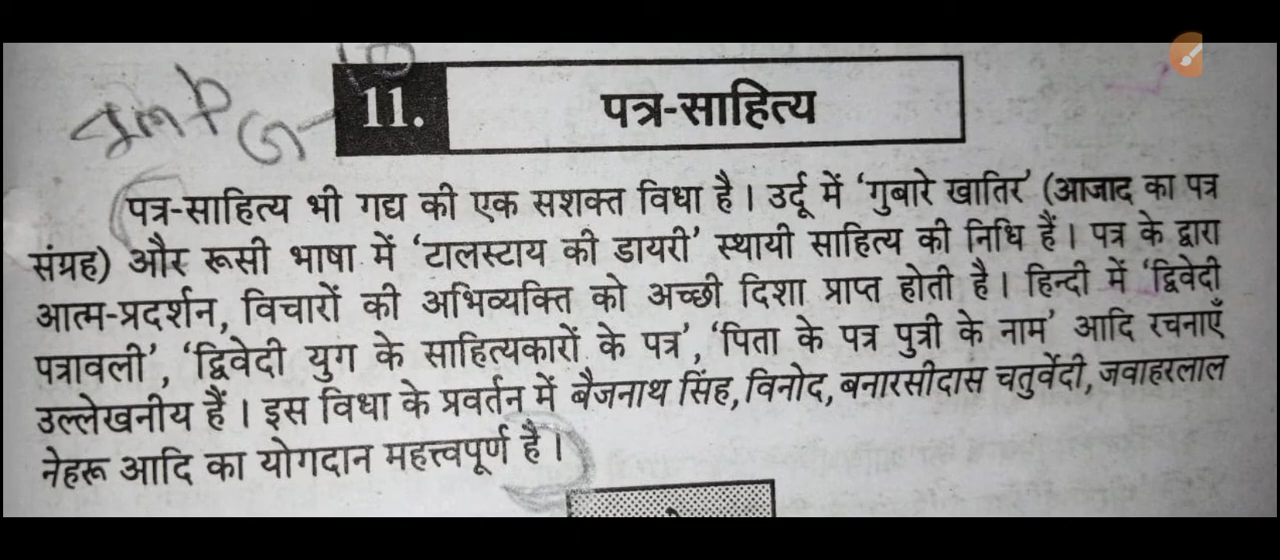 Imp G-10
11. पत्र-साहित्य
पत्र-साहित्य भी गद्य की एक सशक्त विधा है। उर्दू में ‘गुबारे खातिर’ (आजाद का पत्र
संग्रह) और रूसी भाषा में ‘टालस्टाय की डायरी’ स्थायी साहित्य की निधि हैं। पत्र के द्वारा
आत्म-प्रदर्शन, विचारों की अभिव्यक्ति को अच्छी दिशा प्राप्त होती है। हिन्दी में ‘द्विवेदी
पत्रावली’, ‘द्विवेदी युग के साहित्यकारों के पत्र’, ‘पिता के पत्र पुत्री के नाम’ आदि रचनाएँ
उल्लेखनीय हैं। इस विधा के प्रवर्तन में बैजनाथ सिंह, विनोद, बनारसीदास चतुर्वेदी, जवाहरलाल
नेहरू आदि का योगदान महत्त्वपूर्ण है।